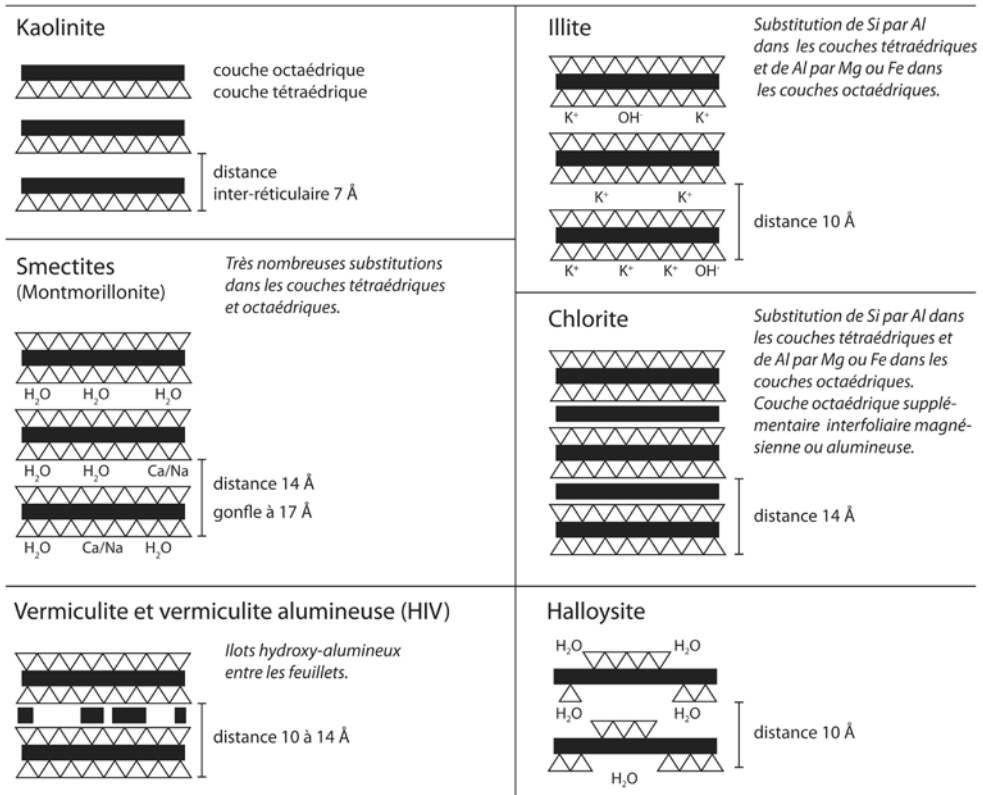 Kaolinite
couche octaédrique
couche tétraédrique
distance
inter-réticulaire 7 Å
Smectites
(Montmorillonite)
Très nombreuses substitutions
dans les couches tétraédriques
et octaédriques.
H₂O H₂O H₂O
H₂O H₂O Ca/Na
distance 14 Å
gonfle à 17 Å
H₂O Ca/Na H₂O
Vermiculite et vermiculite alumineuse (HIV)
Ilots hydroxy-alumineux
entre les feuillets.
distance 10 à 14 Å
Illite
Substitution de Si par Al
dans les couches tétraédriques
et de Al par Mg ou Fe dans
les couches octaédriques.
K⁺ OH⁻ K⁺
K⁺ K⁺
distance 10 Å
K⁺ K⁺ K⁺ OH⁻
Chlorite
Substitution de Si par Al dans
les couches tétraédriques et
de Al par Mg ou Fe dans les
couches octaédriques.
Couche octaédrique supplé-
mentaire interfoliaire magné-
sienne ou alumineuse.
distance 14 Å
Halloysite
H₂O H₂O
H₂O H₂O
distance 10 Å
H₂O